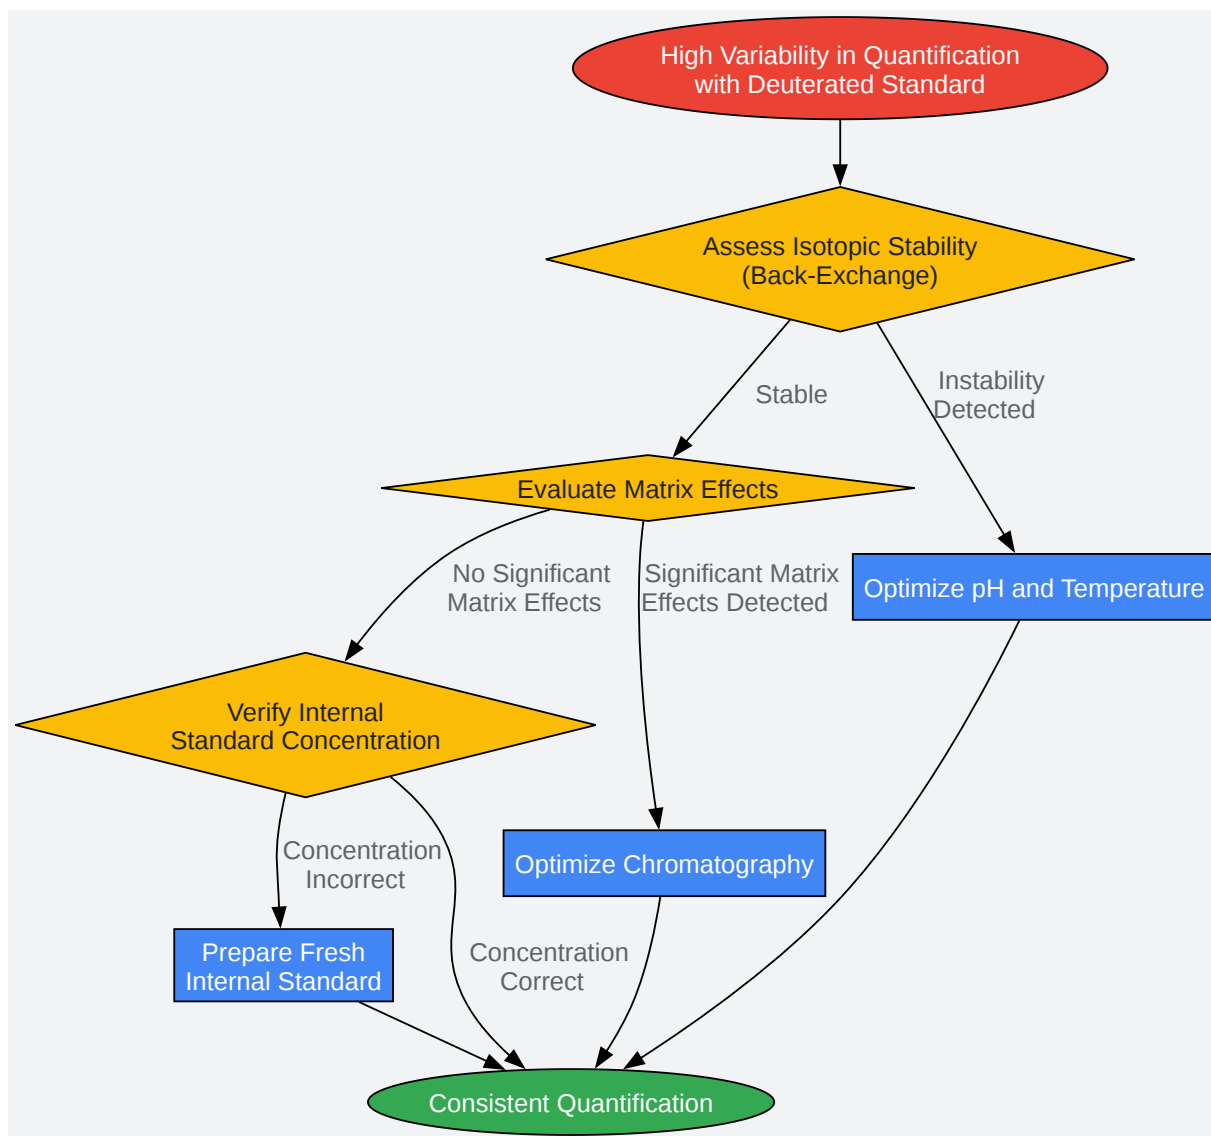 High Variability in Quantification
with Deuterated Standard
Assess Isotopic Stability
(Back-Exchange)
Stable
Instability
Detected
Evaluate Matrix Effects
No Significant
Matrix Effects
Significant Matrix
Effects Detected
Optimize pH and Temperature
Verify Internal
Standard Concentration
Concentration
Incorrect
Optimize Chromatography
Prepare Fresh
Internal Standard
Concentration
Correct
Consistent Quantification